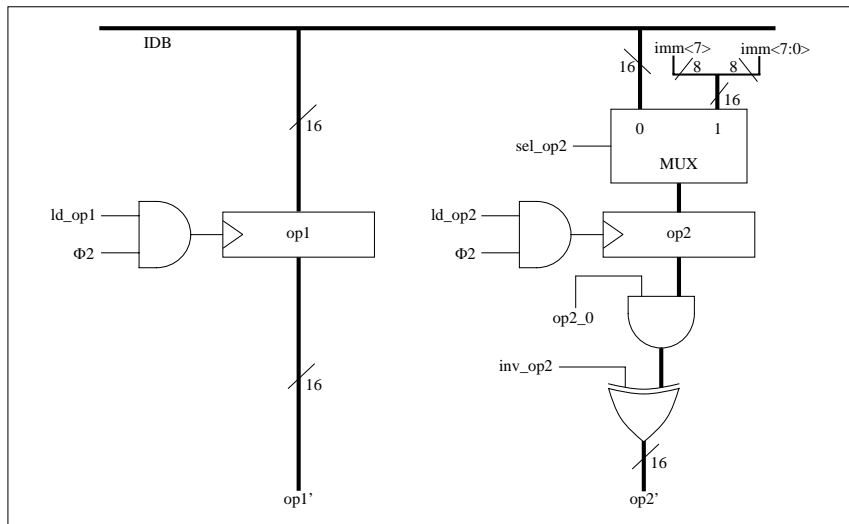 IDB
imm<7> imm<7:0>
16 8 8
16
16
0 1
sel_op2
MUX
ld_op1 op1
Φ2
ld_op2 op2
Φ2
op2_0
inv_op2
16
16
op1’ op2’